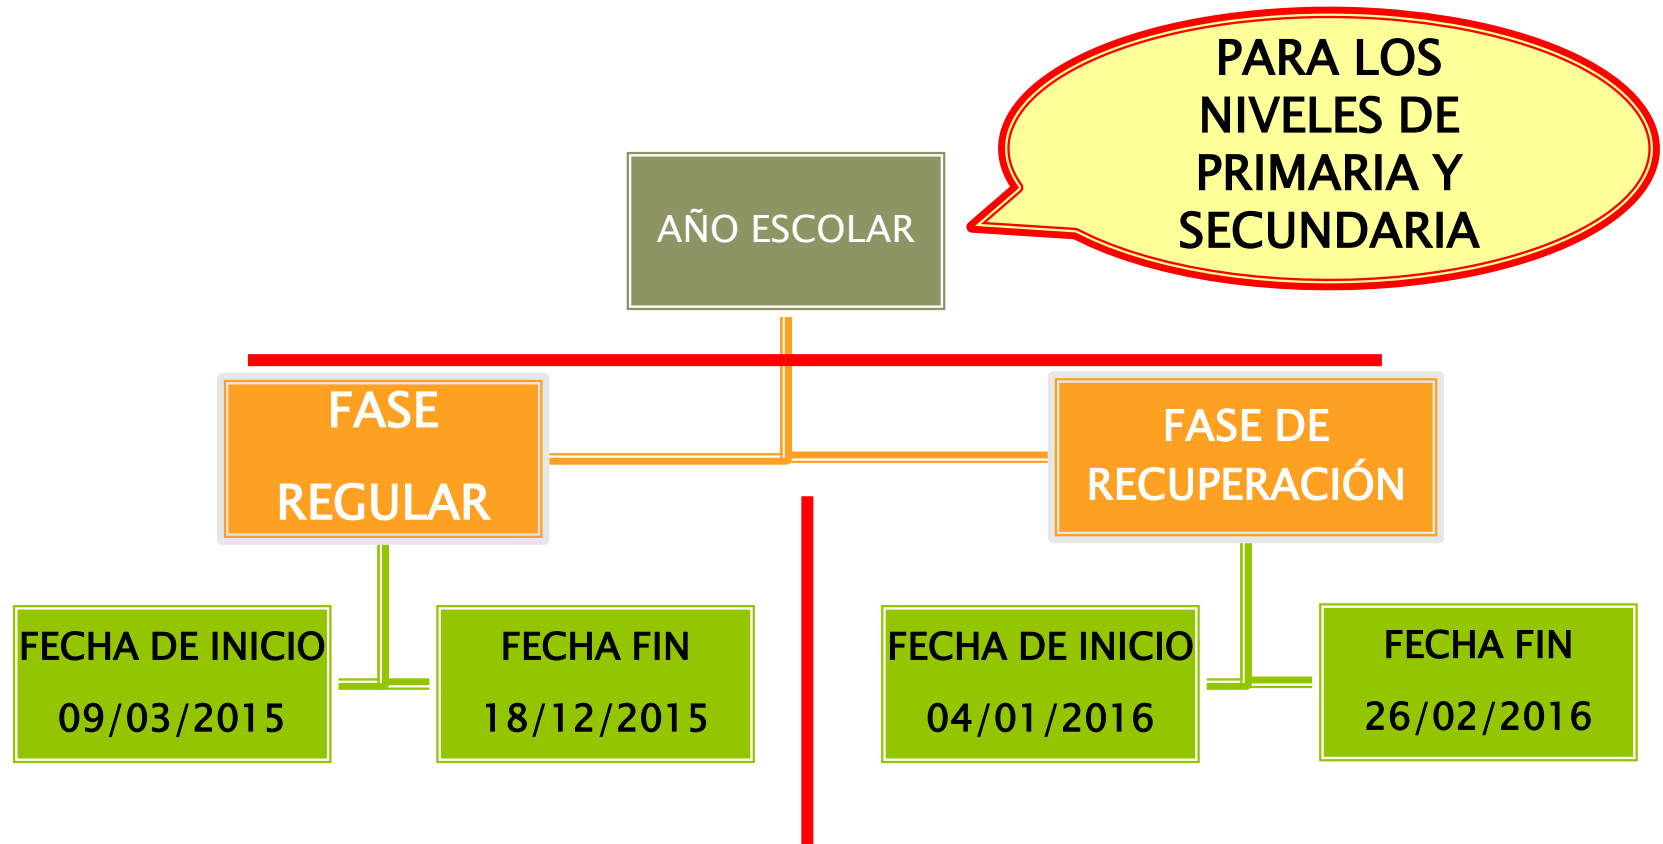 PARA LOS
NIVELES DE
PRIMARIA Y
SECUNDARIA
AÑO ESCOLAR
FASE
REGULAR
FASE DE
RECUPERACIÓN
FECHA DE INICIO
09/03/2015
FECHA FIN
18/12/2015
FECHA DE INICIO
04/01/2016
FECHA FIN
26/02/2016